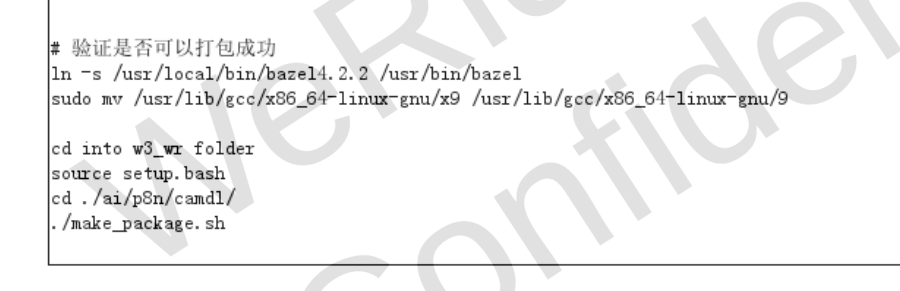 # 验证是否可以打包成功
ln -s /usr/local/bin/bazel4.2.2 /usr/bin/bazel
sudo mv /usr/lib/gcc/x86_64-linux-gnu/x9 /usr/lib/gcc/x86_64-linux-gnu/9
cd into w3_wr folder
source setup.bash
cd ./ai/p8n/camdl/
./make_package.sh
WeRid
Confider